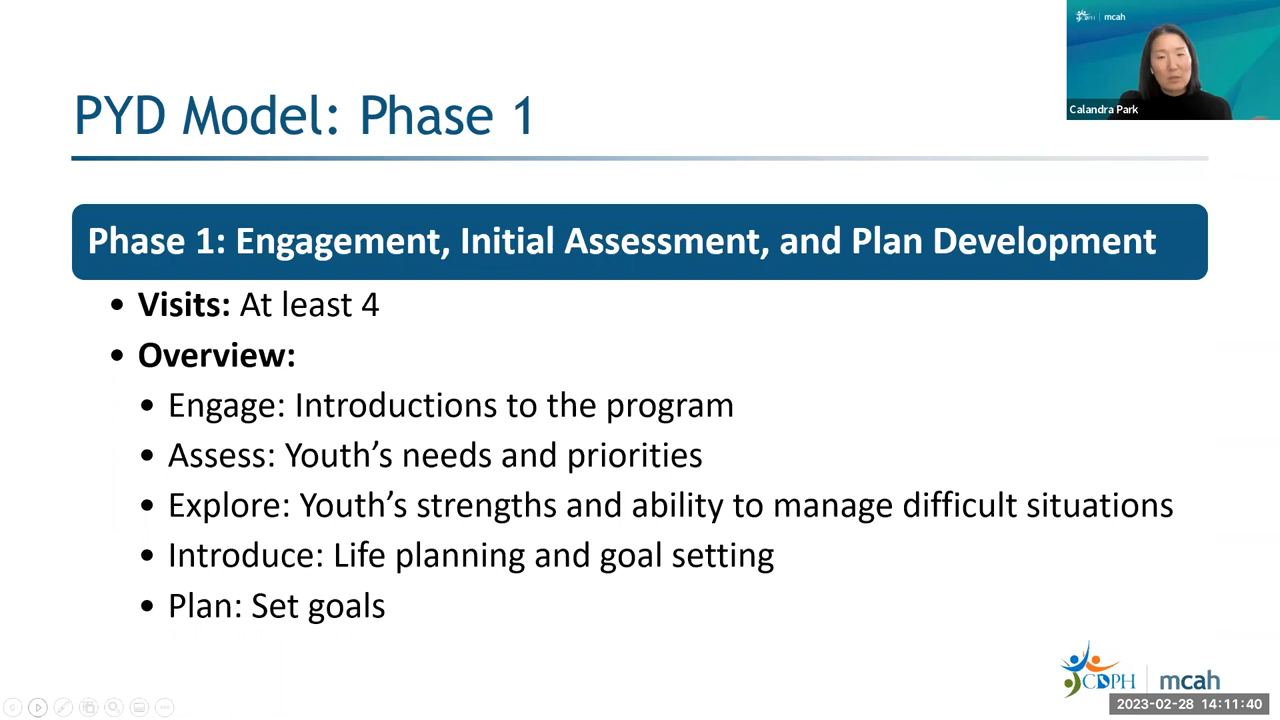 CDPH | mcah
Calandra Park
PYD Model: Phase 1
Phase 1: Engagement, Initial Assessment, and Plan Development
• Visits: At least 4
• Overview:
• Engage: Introductions to the program
• Assess: Youth’s needs and priorities
• Explore: Youth’s strengths and ability to manage difficult situations
• Introduce: Life planning and goal setting
• Plan: Set goals
CDPH | mcah
2023-02-28 14:11:40